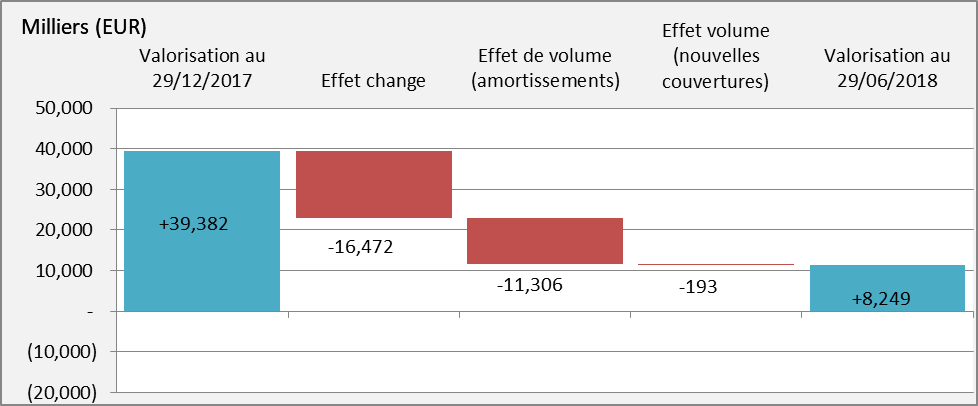 Milliers (EUR)
Valorisation au
29/12/2017
Effet change
Effet de volume
(amortissements)
Effet volume
(nouvelles
couvertures)
Valorisation au
29/06/2018
50,000
40,000
30,000
20,000
10,000
-
(10,000)
(20,000)
+39,382
-16,472
-11,306
-193
+8,249